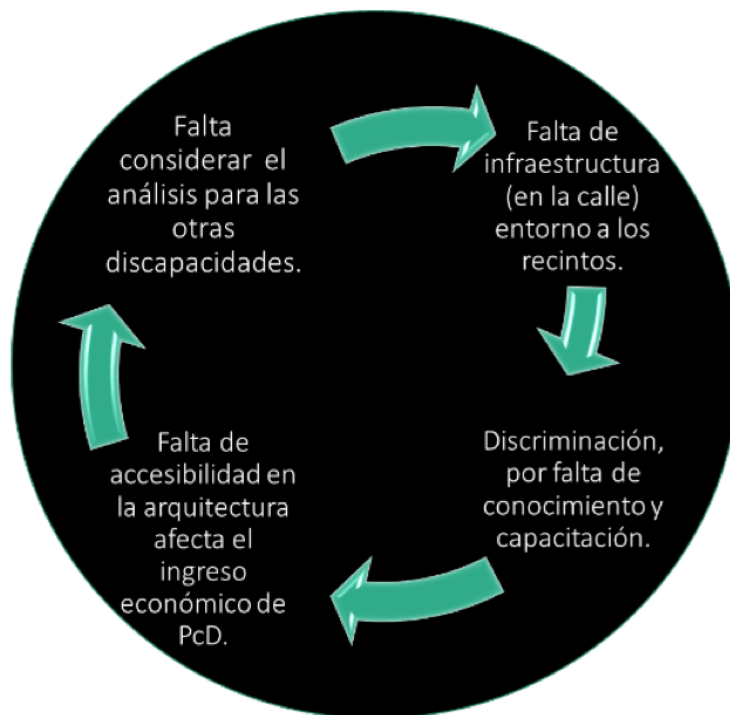 Falta
considerar el
análisis para las
otras
discapacidades.
Falta de
infraestructura
(en la calle)
entorno a los
recintos.
Discriminación,
por falta de
conocimiento y
capacitación.
Falta de
accesibilidad en
la arquitectura
afecta el
ingreso
económico de
PcD.